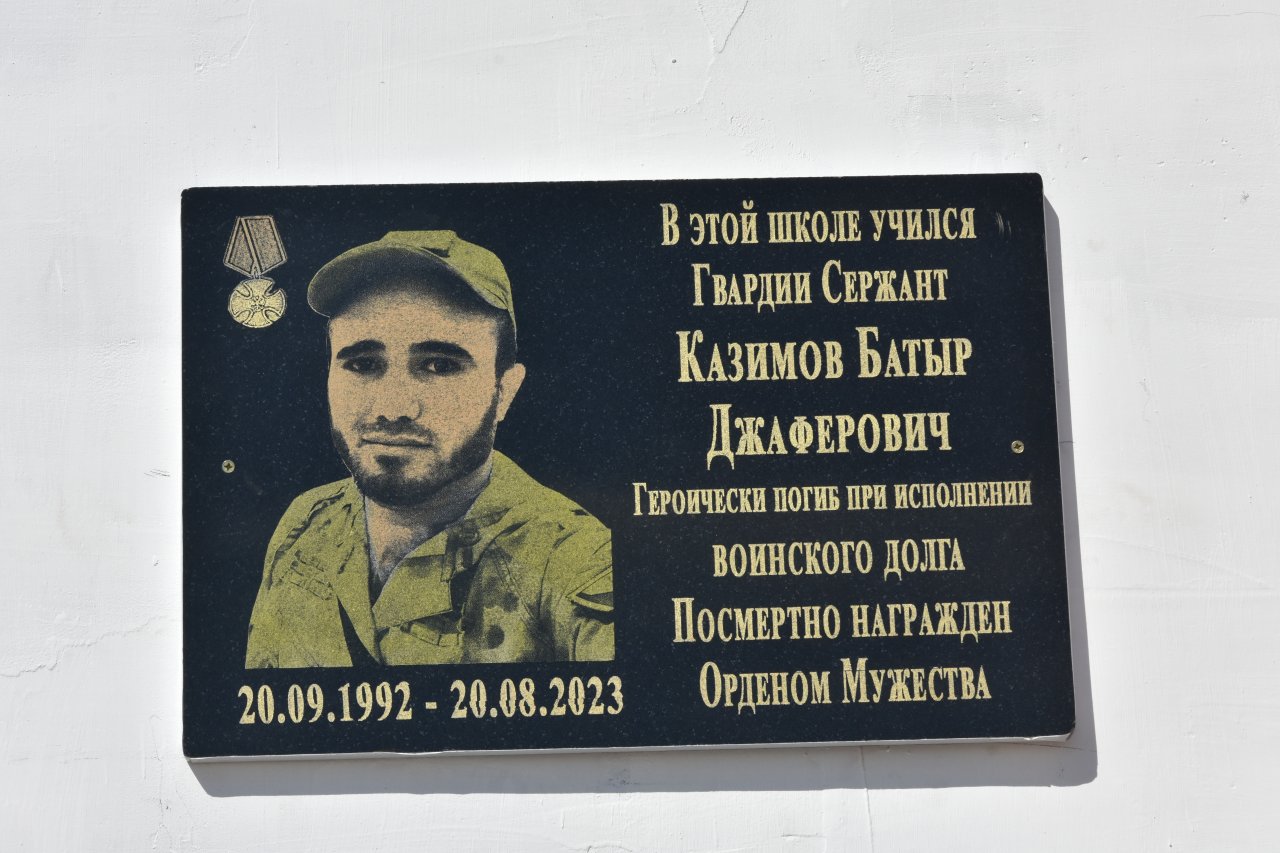 В этой школе учился
Гвардии Сержант
Казимов Батыр
Джаферович
Героически погиб при исполнении
воинского долга
Посмертно награжден
Орденом Мужества
20.09.1992 - 20.08.2023